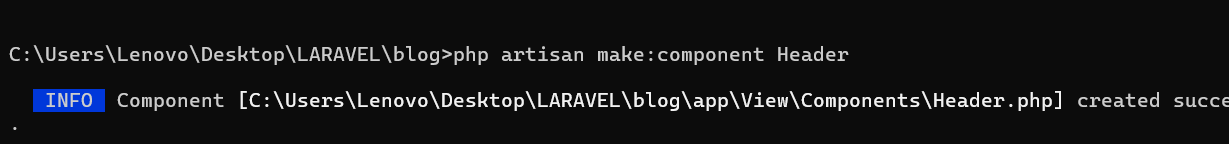 C:\Users\Lenovo\Desktop\LARAVEL\blog>php artisan make:component Header
INFO Component [C:\Users\Lenovo\Desktop\LARAVEL\blog\app\View\Components\Header.php] created succe
.